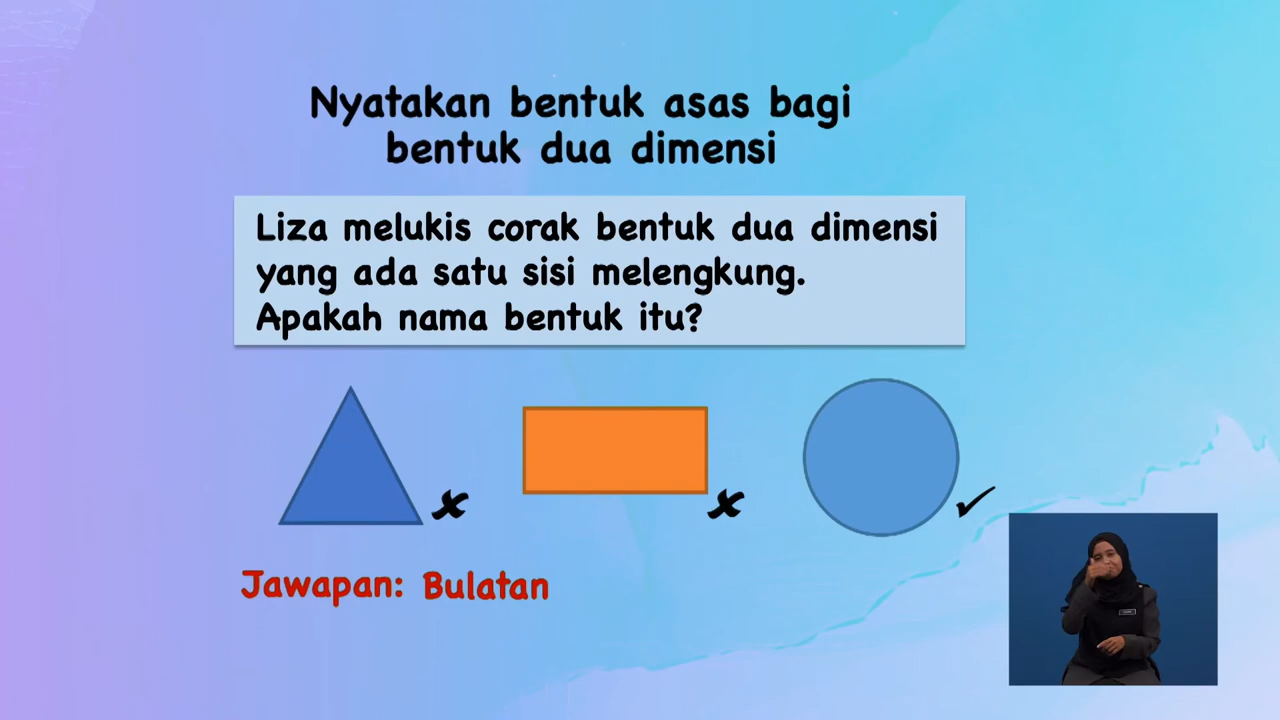 Nyatakan bentuk asas bagi
bentuk dua dimensi
Liza melukis corak bentuk dua dimensi
yang ada satu sisi melengkung.
Apakah nama bentuk itu?
Jawapan: Bulatan